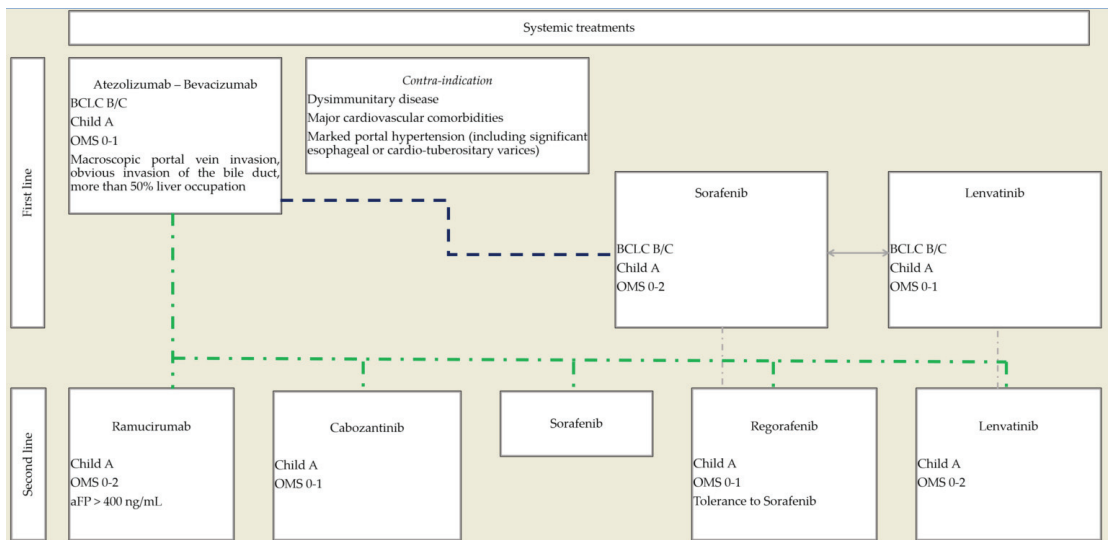 Systemic treatments
First line
Atezolizumab – Bevacizumab
BCLC B/C
Child A
OMS 0-1
Macroscopic portal vein invasion,
obvious invasion of the bile duct,
more than 50% liver occupation
Contra-indication
Dysimmunitary disease
Major cardiovascular comorbidities
Marked portal hypertension (including significant
esophageal or cardio-tuberositary varices)
Sorafenib
BCLC B/C
Child A
OMS 0-2
Lenvatinib
BCLC B/C
Child A
OMS 0-1
Second line
Ramucirumab
Child A
OMS 0-2
aFP > 400 ng/mL
Cabozantinib
Child A
OMS 0-1
Sorafenib
Regorafenib
Child A
OMS 0-1
Tolerance to Sorafenib
Lenvatinib
Child A
OMS 0-2